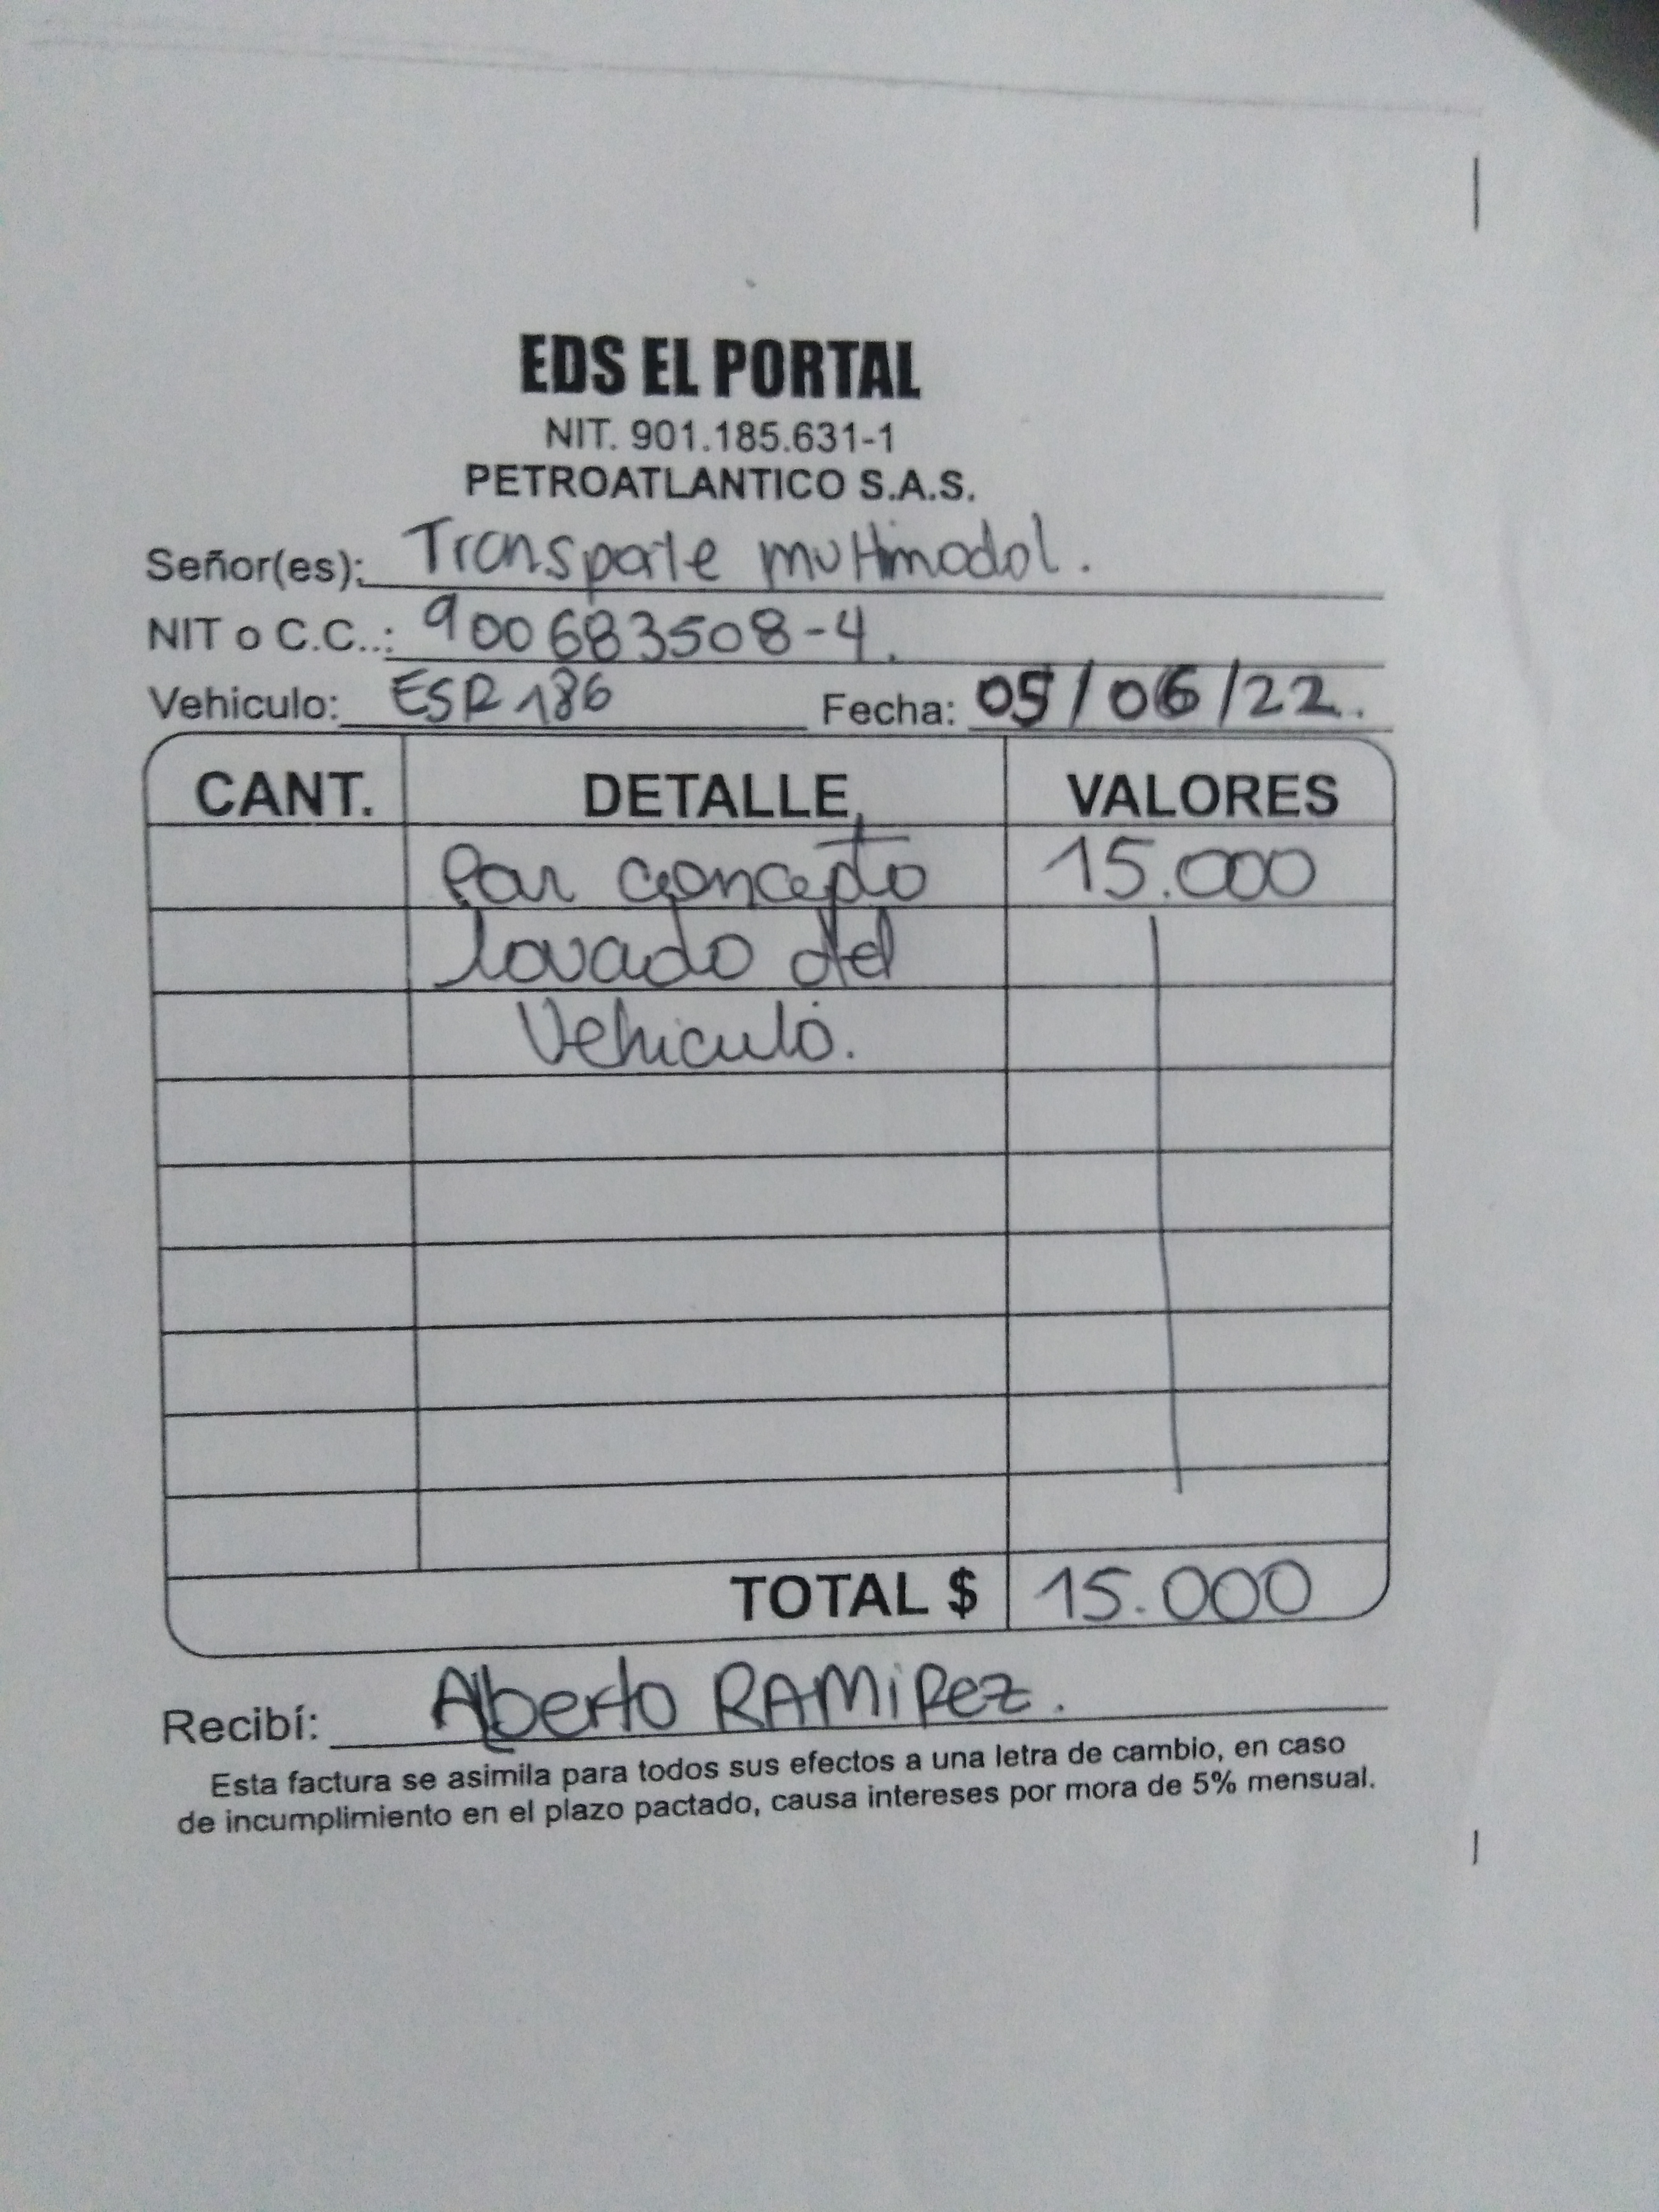 EDS EL PORTAL
NIT. 901.185.631-1
PETROATLANTICO S.A.S.
Señor(es): Transporte multimodal.
NIT o C.C..: 900683508-4.
Vehiculo: ESR 186 Fecha: 05/06/22.
CANT. DETALLE VALORES
Por concepto 15.000
lavado del
Vehiculo.
TOTAL $ 15.000
Recibí: Alberto RAMiRez.
Esta factura se asimila para todos sus efectos a una letra de cambio, en caso
de incumplimiento en el plazo pactado, causa intereses por mora de 5% mensual.